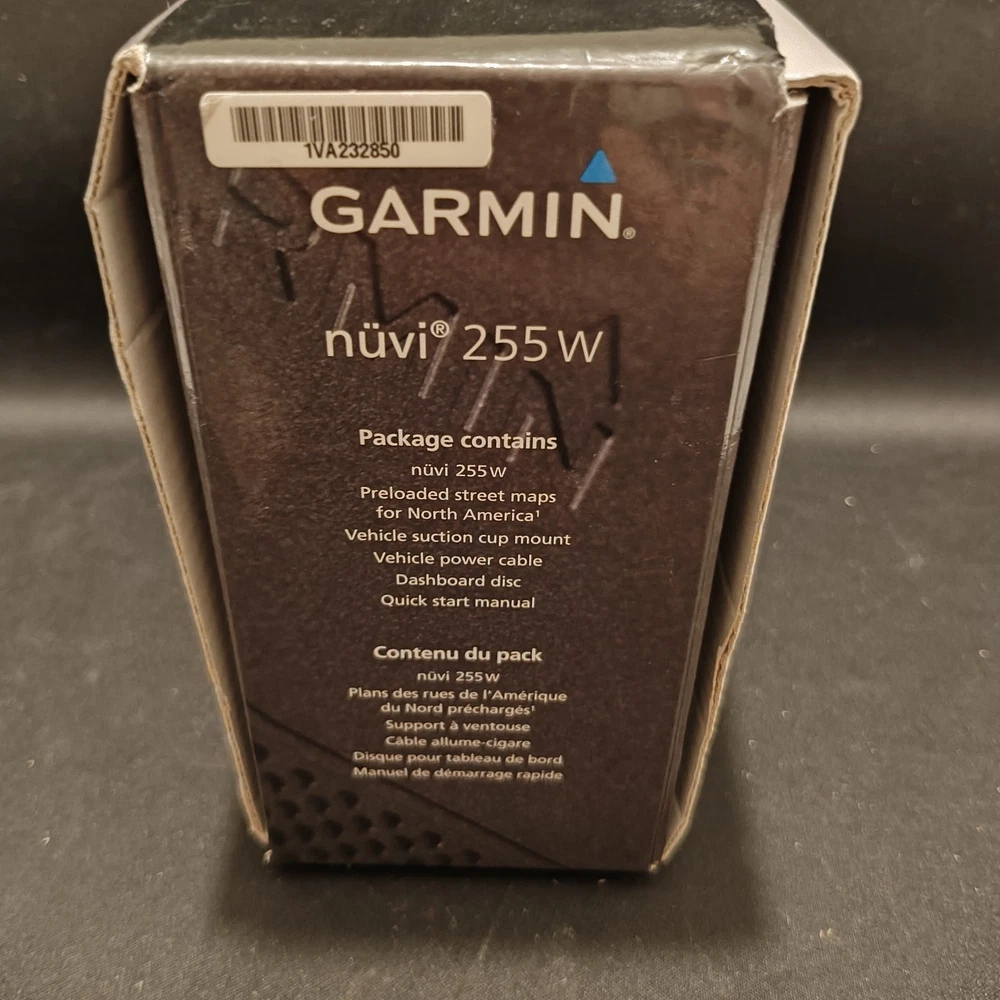 1VA232850
GARMIN®
nüvi® 255W
Package contains
nüvi 255W
Preloaded street maps
for North America¹
Vehicle suction cup mount
Vehicle power cable
Dashboard disc
Quick start manual
Contenu du pack
nüvi 255W
Plans des rues de l'Amérique
du Nord préchargés¹
Support à ventouse
Câble allume-cigare
Disque pour tableau de bord
Manuel de démarrage rapide